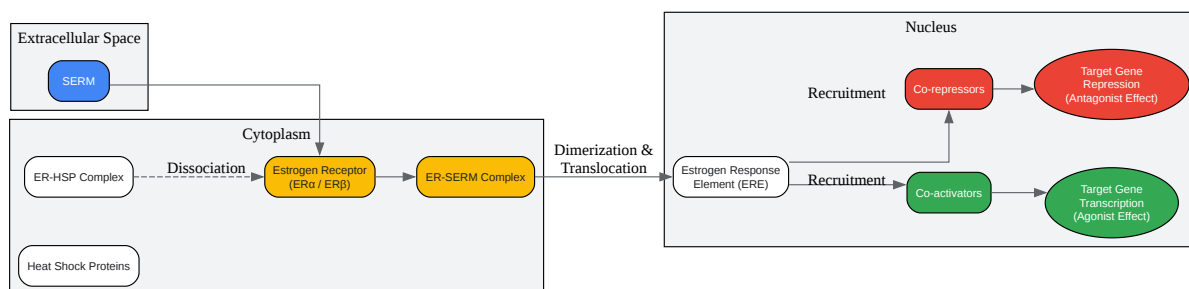 Extracellular Space
SERM
Cytoplasm
ER-HSP Complex
Dissociation
Estrogen Receptor
(ERα / ERβ)
ER-SERM Complex
Heat Shock Proteins
Dimerization &
Translocation
Nucleus
Estrogen Response
Element (ERE)
Recruitment
Co-repressors
Target Gene
Repression
(Antagonist Effect)
Recruitment
Co-activators
Target Gene
Transcription
(Agonist Effect)